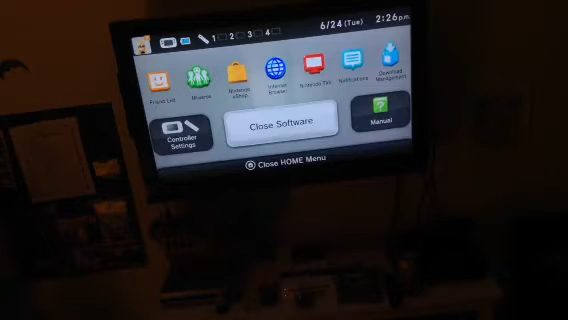 1 2 3 4 6/24 (Tue) 2:26 p.m.
Friend List Miiverse Nintendo eShop Internet Browser Nintendo TVii Notifications Download Management
Controller Settings
Close Software
Manual
Close HOME Menu